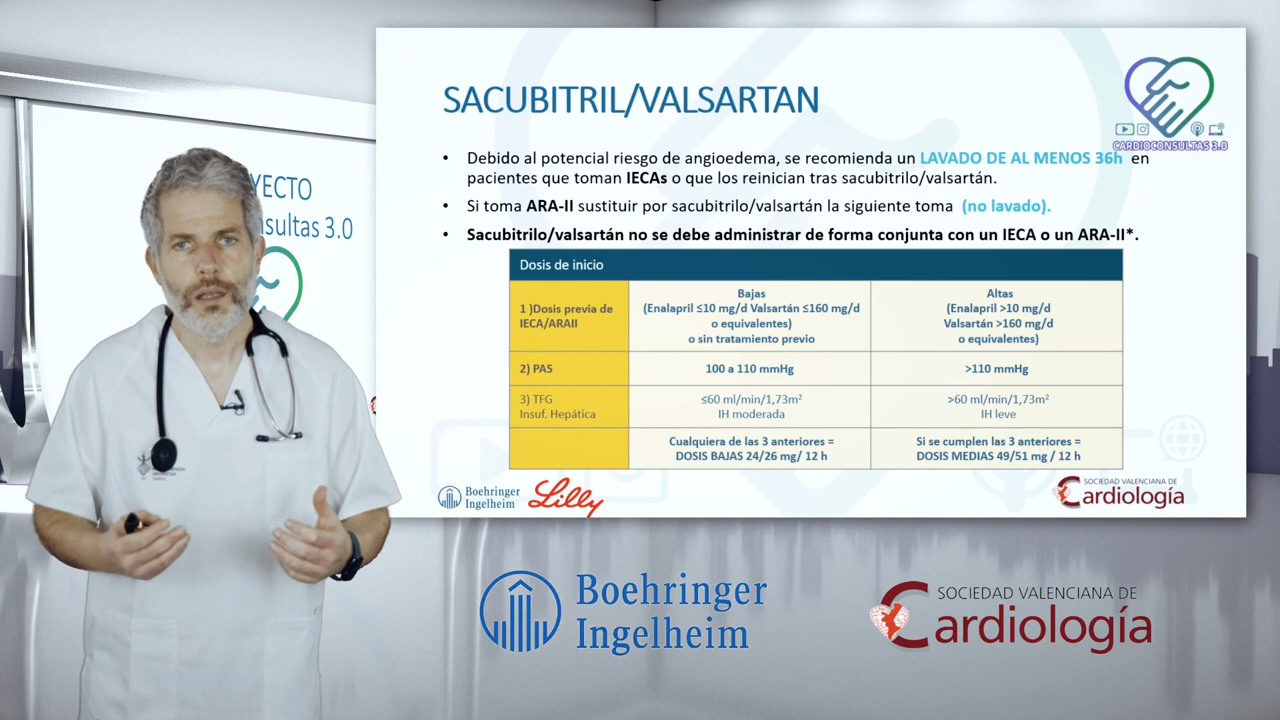 SACUBITRIL/VALSARTAN
CARDIOCONSULTAS 3.0
• Debido al potencial riesgo de angioedema, se recomienda un LAVADO DE AL MENOS 36h en
pacientes que toman IECAs o que los reinician tras sacubitrilo/valsartán.
• Si toma ARA-II sustituir por sacubitrilo/valsartán la siguiente toma (no lavado).
• Sacubitrilo/valsartán no se debe administrar de forma conjunta con un IECA o un ARA-II*.
Dosis de inicio
1 )Dosis previa de
IECA/ARAII
Bajas
(Enalapril ≤10 mg/d Valsartán ≤160 mg/d
o equivalentes)
o sin tratamiento previo
Altas
(Enalapril >10 mg/d
Valsartán >160 mg/d
o equivalentes)
2) PAS
100 a 110 mmHg
>110 mmHg
3) TFG
Insuf. Hepática
≤60 ml/min/1,73m²
IH moderada
>60 ml/min/1,73m²
IH leve
Cualquiera de las 3 anteriores =
DOSIS BAJAS 24/26 mg/ 12 h
Si se cumplen las 3 anteriores =
DOSIS MEDIAS 49/51 mg / 12 h
Boehringer
Ingelheim
Lilly
SOCIEDAD VALENCIANA DE
Cardiología
YECTO
nsultas 3.0
Boehringer
Ingelheim
SOCIEDAD VALENCIANA DE
Cardiología